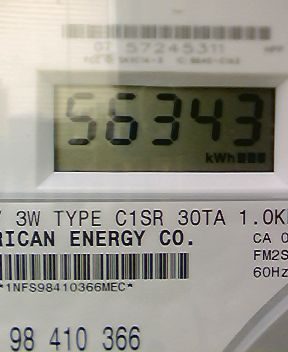 OT 57245311
56343
kWh
3W TYPE C1SR 30TA 1.0K
RICAN ENERGY CO.
CA 0
FM2S
60Hz
*1NFS98410366MEC*
98 410 366